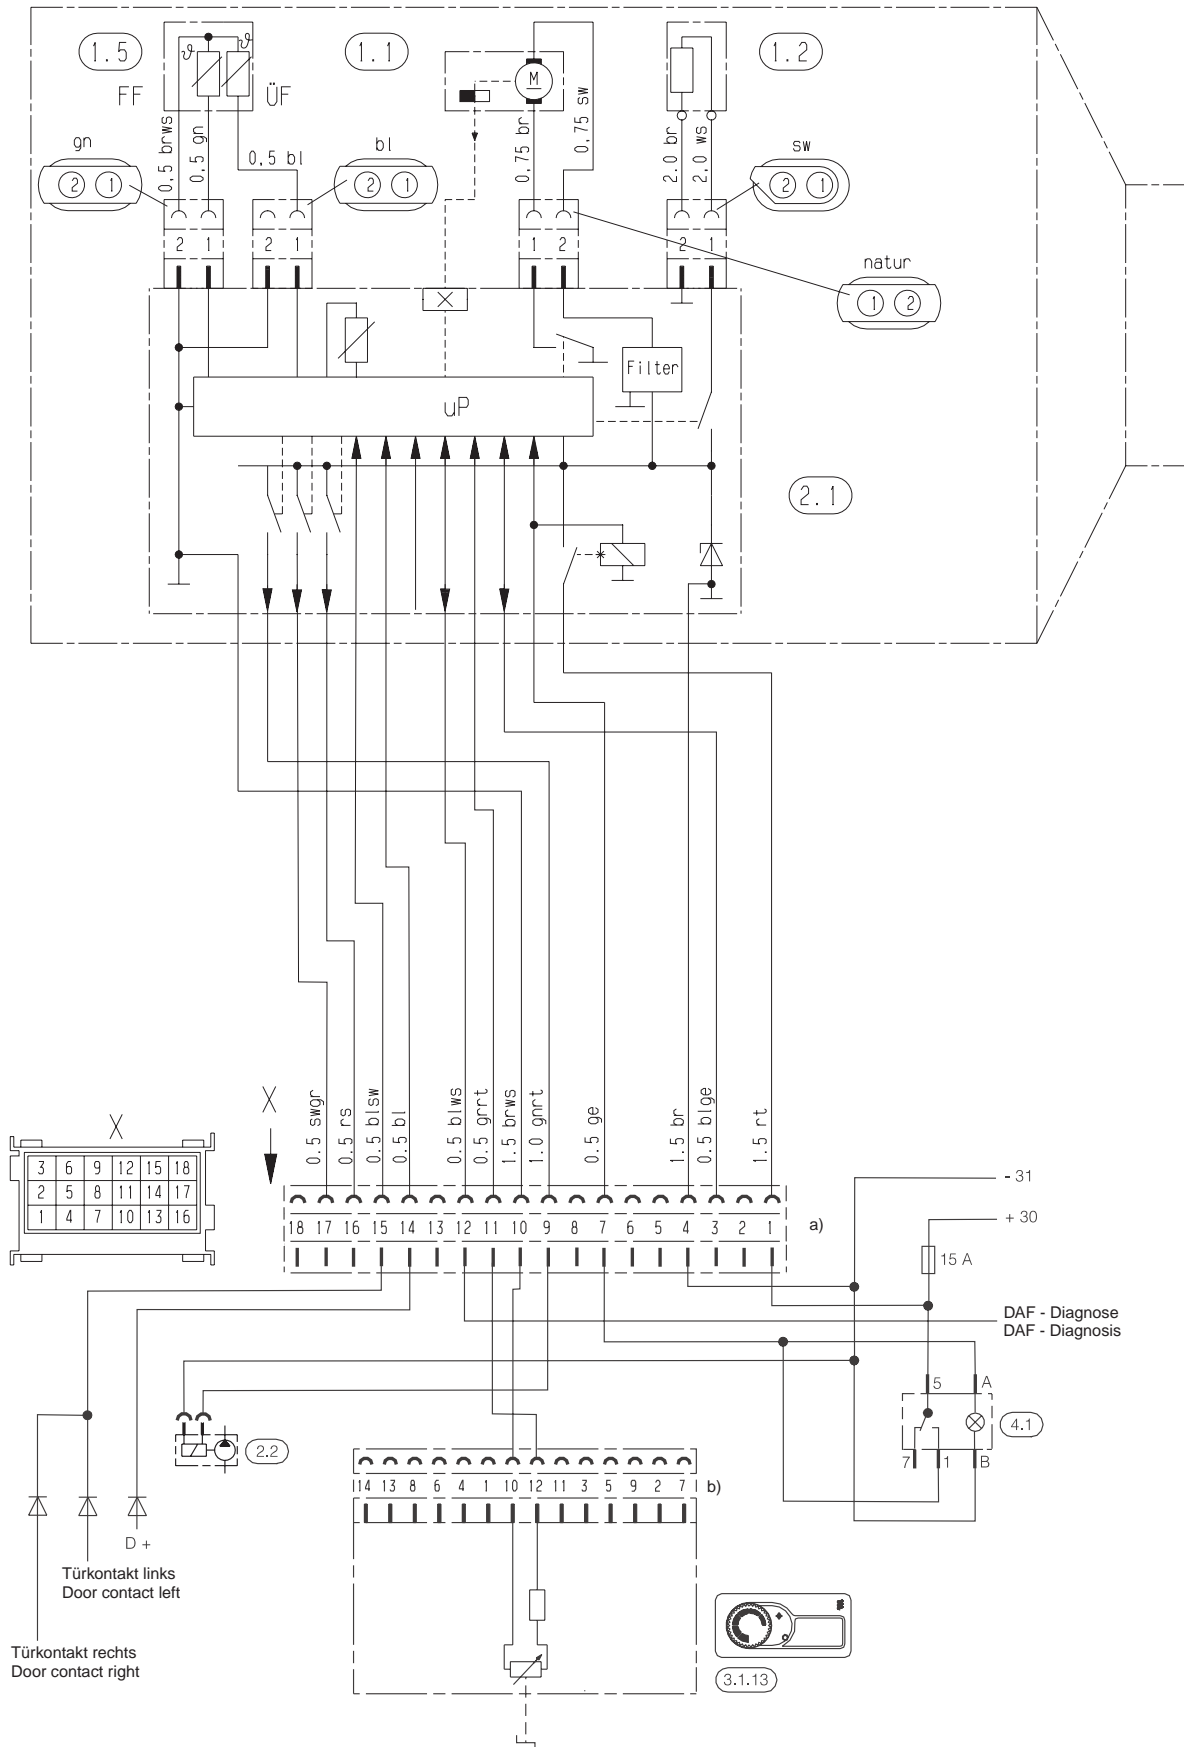 1.5
1.1
1.2
ϑ
ϑ
FF
ÜF
M
0,5 brws
0,5 gn
0,5 bl
0,75 br
0,75 sw
2.0 br
2,0 ws
gn
2 1
bl
2 1
sw
2 1
natur
1 2
2 1
2 1
1 2
2 1
Filter
uP
2.1
X
0.5 swgr
0.5 rs
0.5 blsw
0.5 bl
0.5 blws
0.5 grrt
1.5 brws
1.0 gnrt
0.5 ge
1.5 br
0.5 blge
1.5 rt
X
3 6 9 12 15 18
2 5 8 11 14 17
1 4 7 10 13 16
18 17 16 15 14 13 12 11 10 9 8 7 6 5 4 3 2 1
a)
- 31
+ 30
15 A
DAF - Diagnose
DAF - Diagnosis
5 A
4.1
7 1 B
2.2
14 13 8 6 4 1 10 12 11 3 5 9 2 7
b)
D +
Türkontakt links
Door contact left
Türkontakt rechts
Door contact right
3.1.13